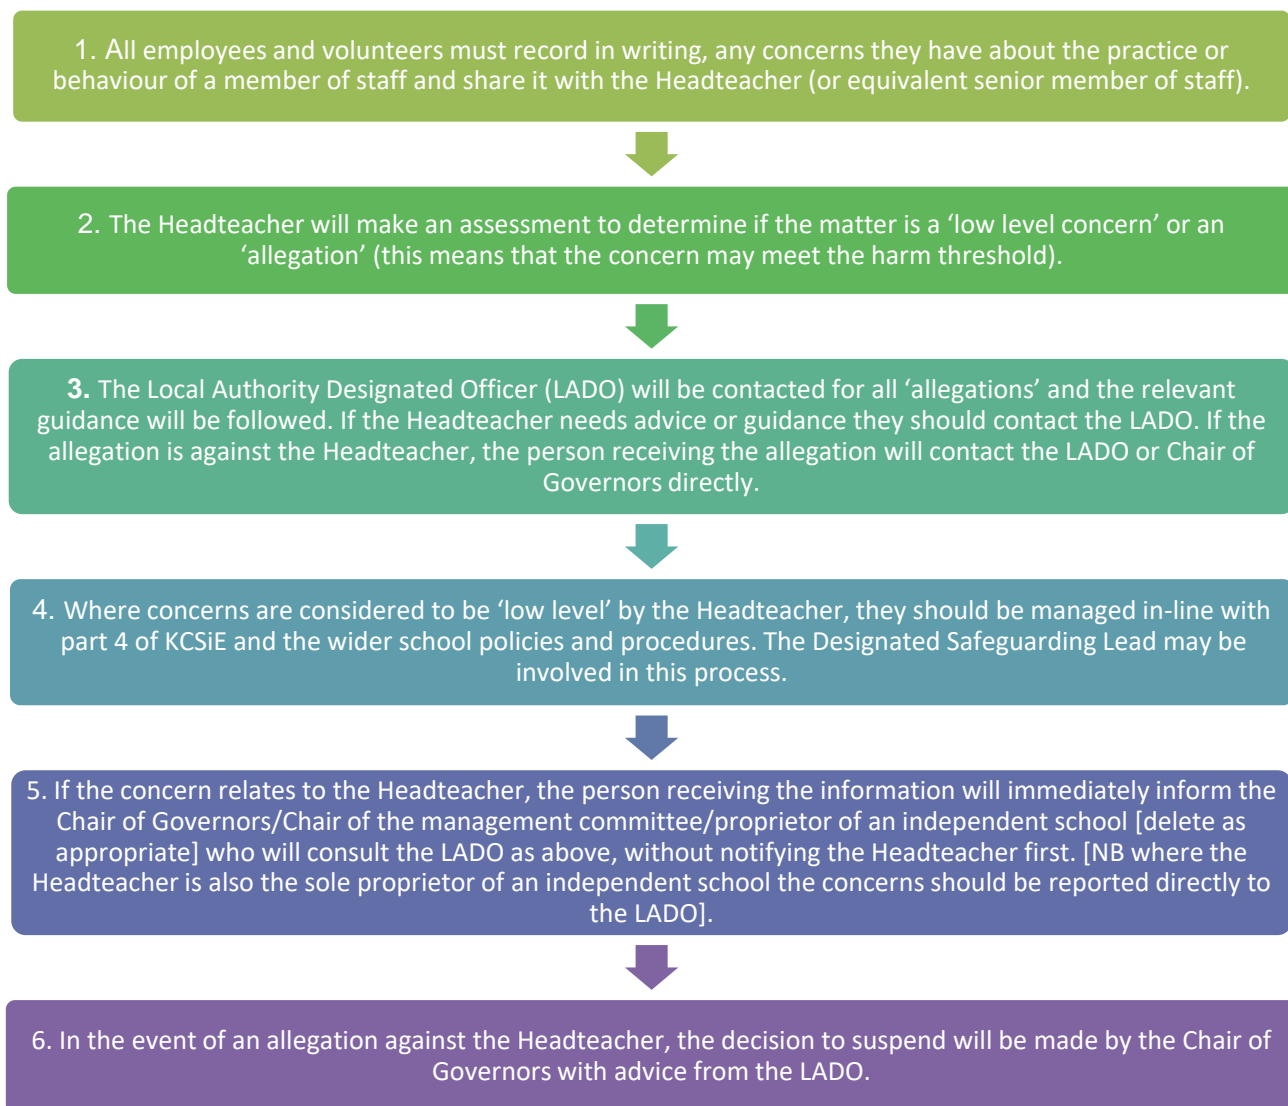 1. All employees and volunteers must record in writing, any concerns they have about the practice or
behaviour of a member of staff and share it with the Headteacher (or equivalent senior member of staff).
2. The Headteacher will make an assessment to determine if the matter is a ‘low level concern’ or an
‘allegation’ (this means that the concern may meet the harm threshold).
3. The Local Authority Designated Officer (LADO) will be contacted for all ‘allegations’ and the relevant
guidance will be followed. If the Headteacher needs advice or guidance they should contact the LADO. If the
allegation is against the Headteacher, the person receiving the allegation will contact the LADO or Chair of
Governors directly.
4. Where concerns are considered to be ‘low level’ by the Headteacher, they should be managed in-line with
part 4 of KCSiE and the wider school policies and procedures. The Designated Safeguarding Lead may be
involved in this process.
5. If the concern relates to the Headteacher, the person receiving the information will immediately inform the
Chair of Governors/Chair of the management committee/proprietor of an independent school [delete as
appropriate] who will consult the LADO as above, without notifying the Headteacher first. [NB where the
Headteacher is also the sole proprietor of an independent school the concerns should be reported directly to
the LADO].
6. In the event of an allegation against the Headteacher, the decision to suspend will be made by the Chair of
Governors with advice from the LADO.